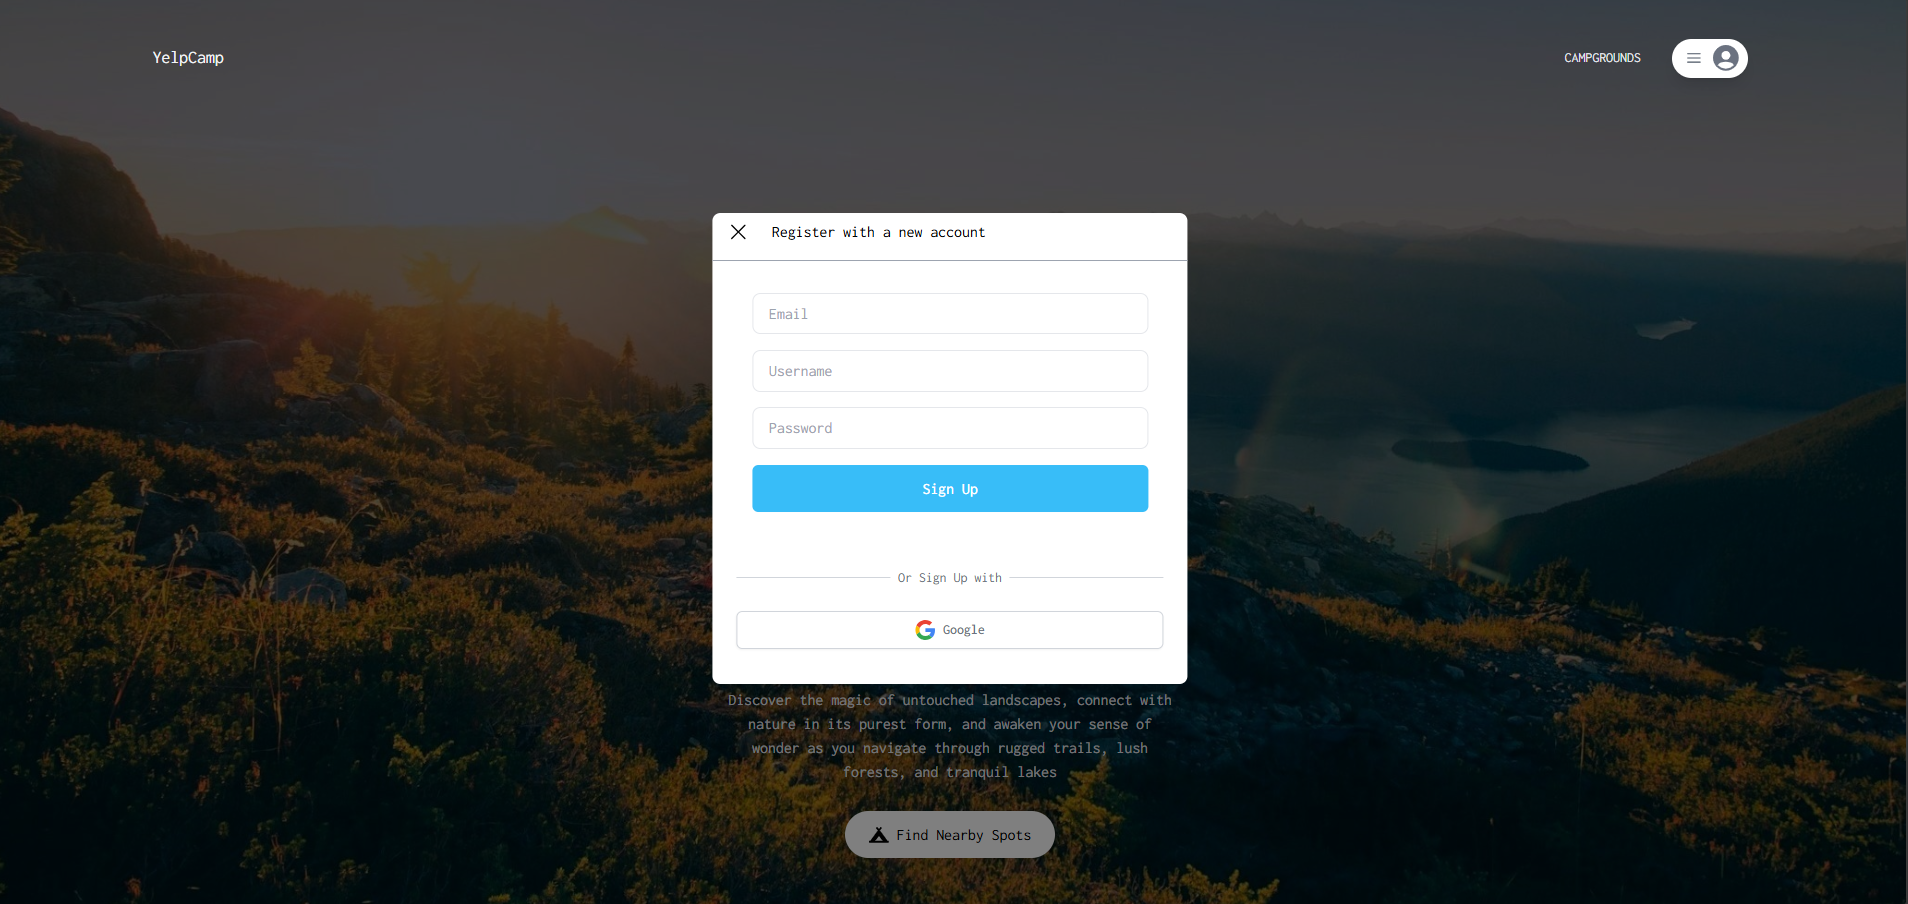 YelpCamp
CAMPGROUNDS
Register with a new account
Email
Username
Password
Sign Up
Or Sign Up with
Google
Discover the magic of untouched landscapes, connect with
nature in its purest form, and awaken your sense of
wonder as you navigate through rugged trails, lush
forests, and tranquil lakes
Find Nearby Spots